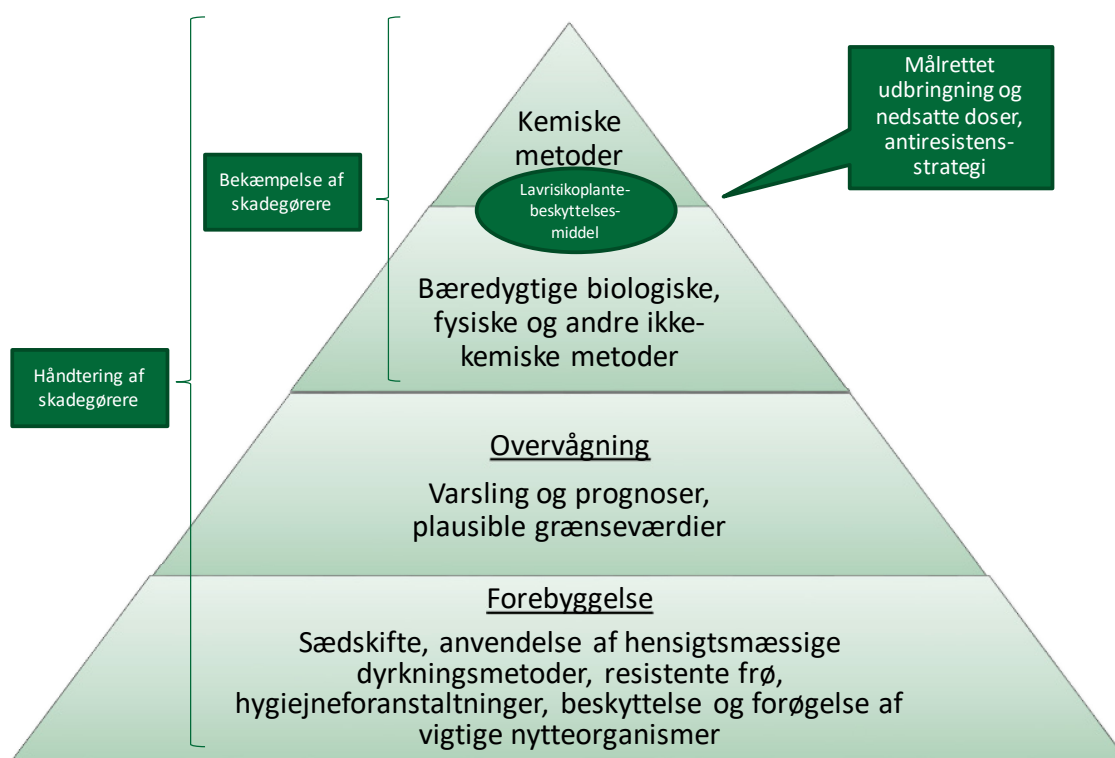 Kemiske
metoder
Målrettet
udbringning og
nedsatte doser,
antiresistens-
strategi
Bekæmpelse af
skadegørere
Lavrisikoplante-
beskyttelses-
middel
Bæredygtige biologiske,
fysiske og andre ikke-
kemiske metoder
Håndtering af
skadegørere
Overvågning
Varsling og prognoser,
plausible grænseværdier
Forebyggelse
Sædskifte, anvendelse af hensigtsmæssige
dyrkningsmetoder, resistente frø,
hygiejneforanstaltninger, beskyttelse og forøgelse af
vigtige nytteorganismer